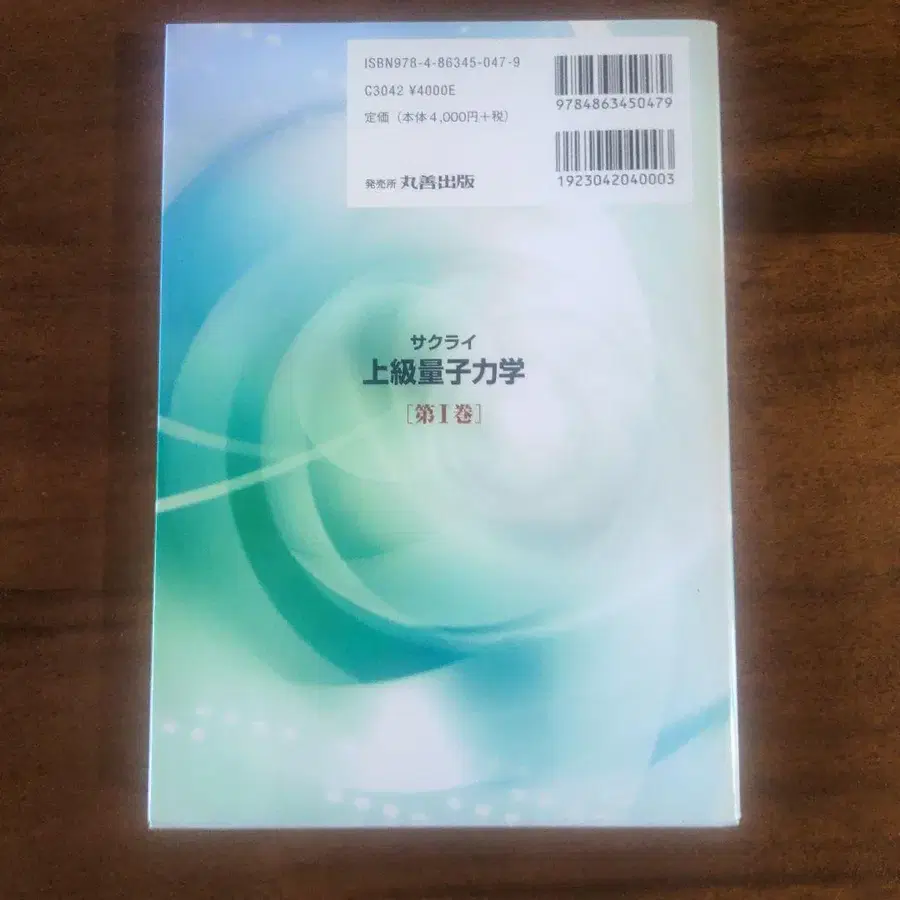 ISBN978-4-86345-047-9
C3042 ¥4000E
定価(本体4,000円+税)
発売所 丸善出版
9784863450479
1923042040003
サクライ
上級量子力学
[第I巻]